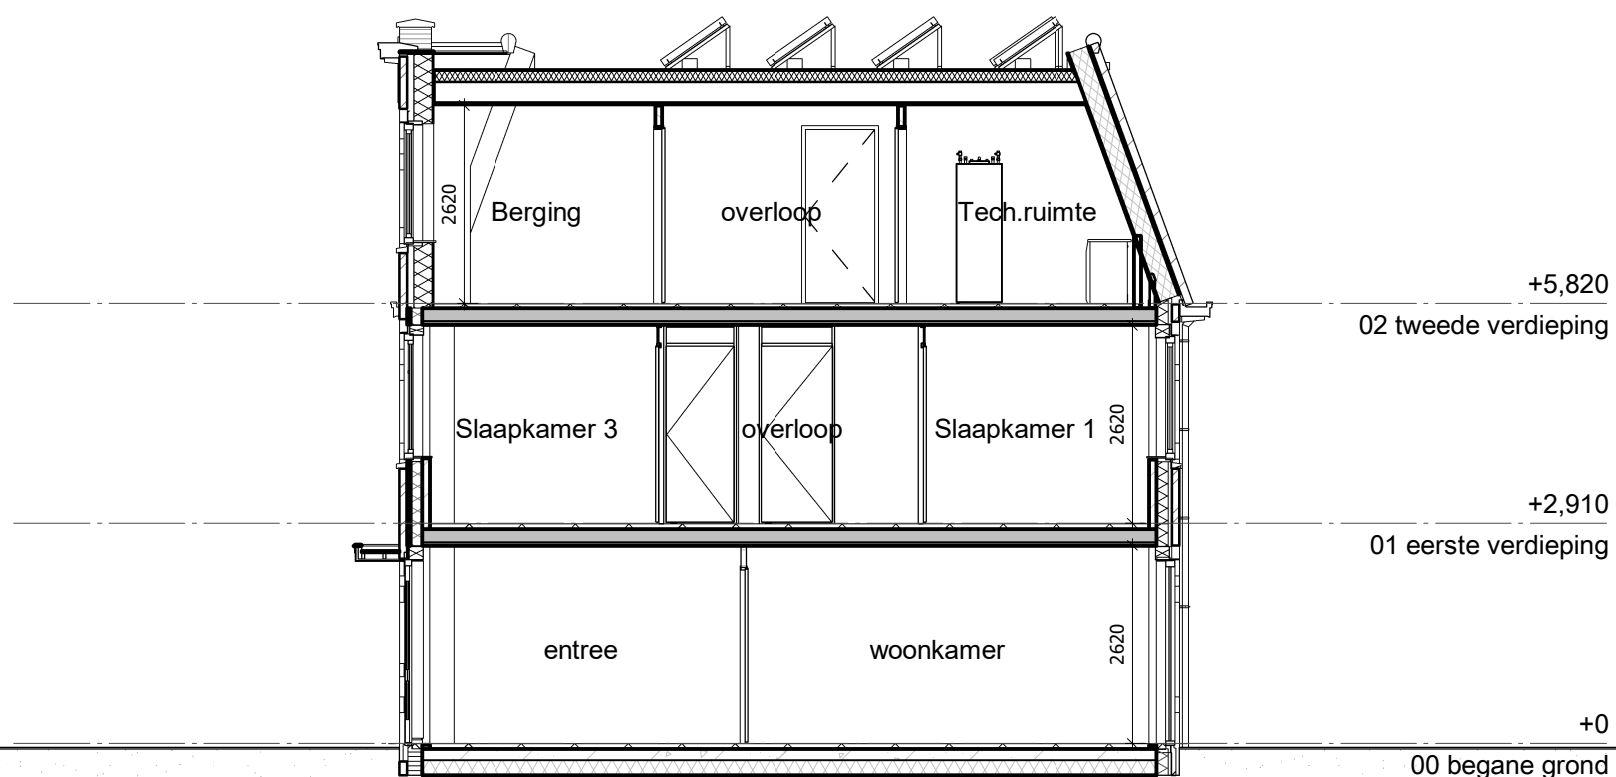 2620
Berging
overloop
Tech.ruimte
+5,820
02 tweede verdieping
Slaapkamer 3
overloop
Slaapkamer 1
2620
+2,910
01 eerste verdieping
entree
woonkamer
2620
+0
00 begane grond